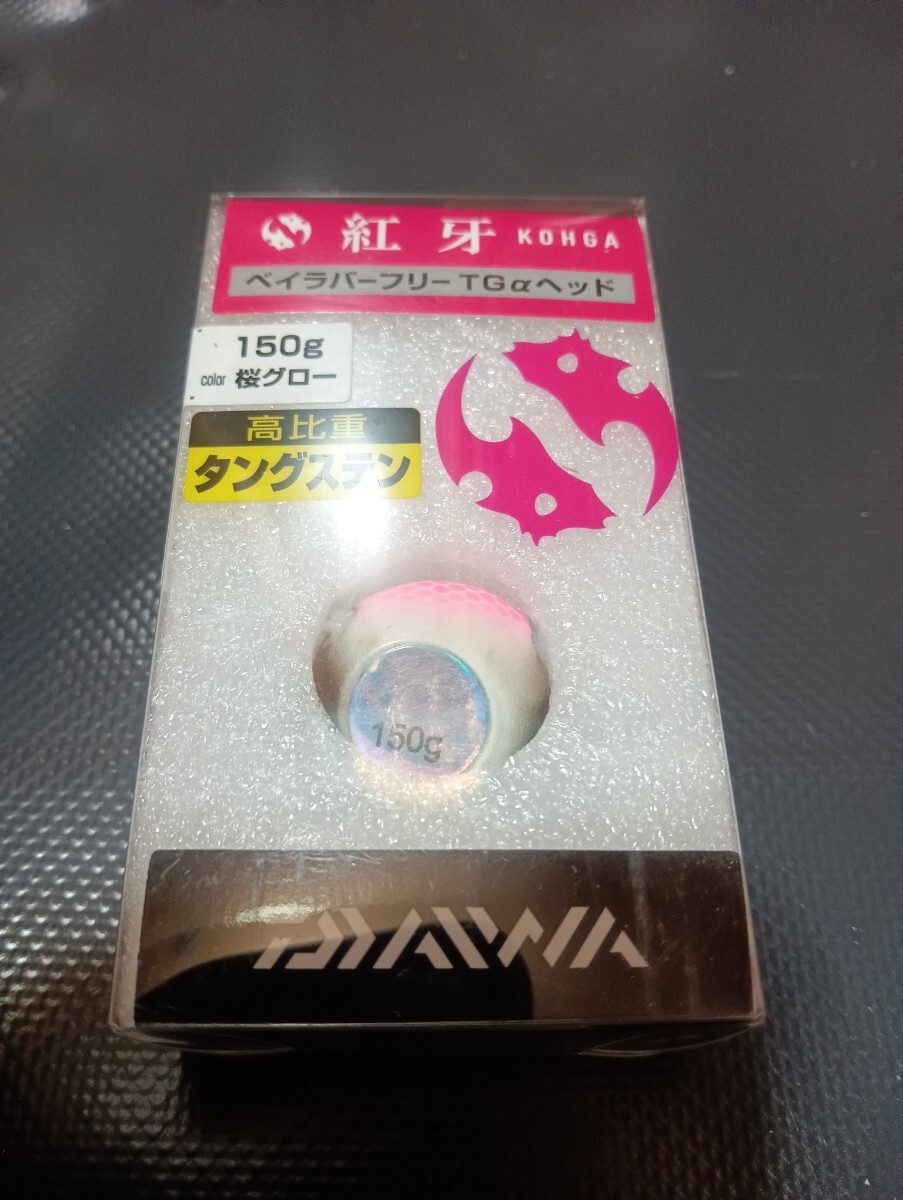 紅牙 KOHGA
ベイラバーフリー TGαヘッド
150g
color 桜グロー
高比重
タングステン
150g
DAIWA